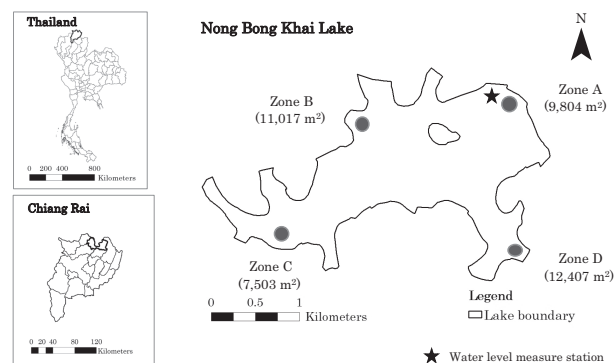 Thailand
0 200 400 800
Kilometers
Chiang Rai
0 20 40 80 120
Kilometers
Nong Bong Khai Lake
N
Zone A
(9,804 m²)
Zone B
(11,017 m²)
Zone C
(7,503 m²)
Zone D
(12,407 m²)
0 0.5 1
Kilometers
Legend
Lake boundary
Water level measure station